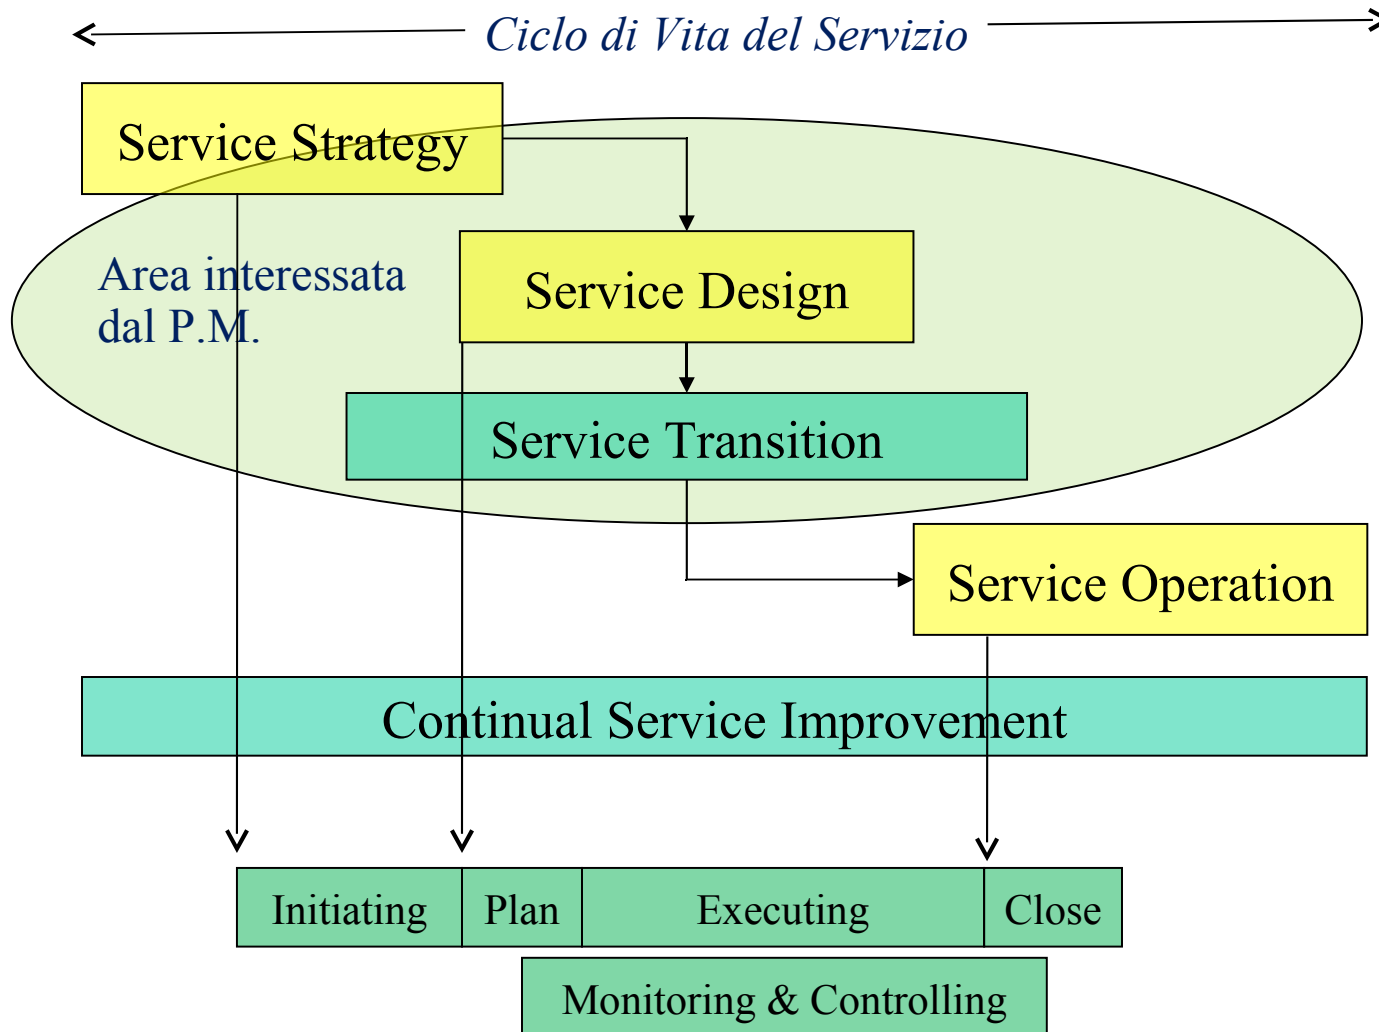 Ciclo di Vita del Servizio
Service Strategy
Area interessata
dal P.M.
Service Design
Service Transition
Service Operation
Continual Service Improvement
Initiating
Plan
Executing
Close
Monitoring & Controlling